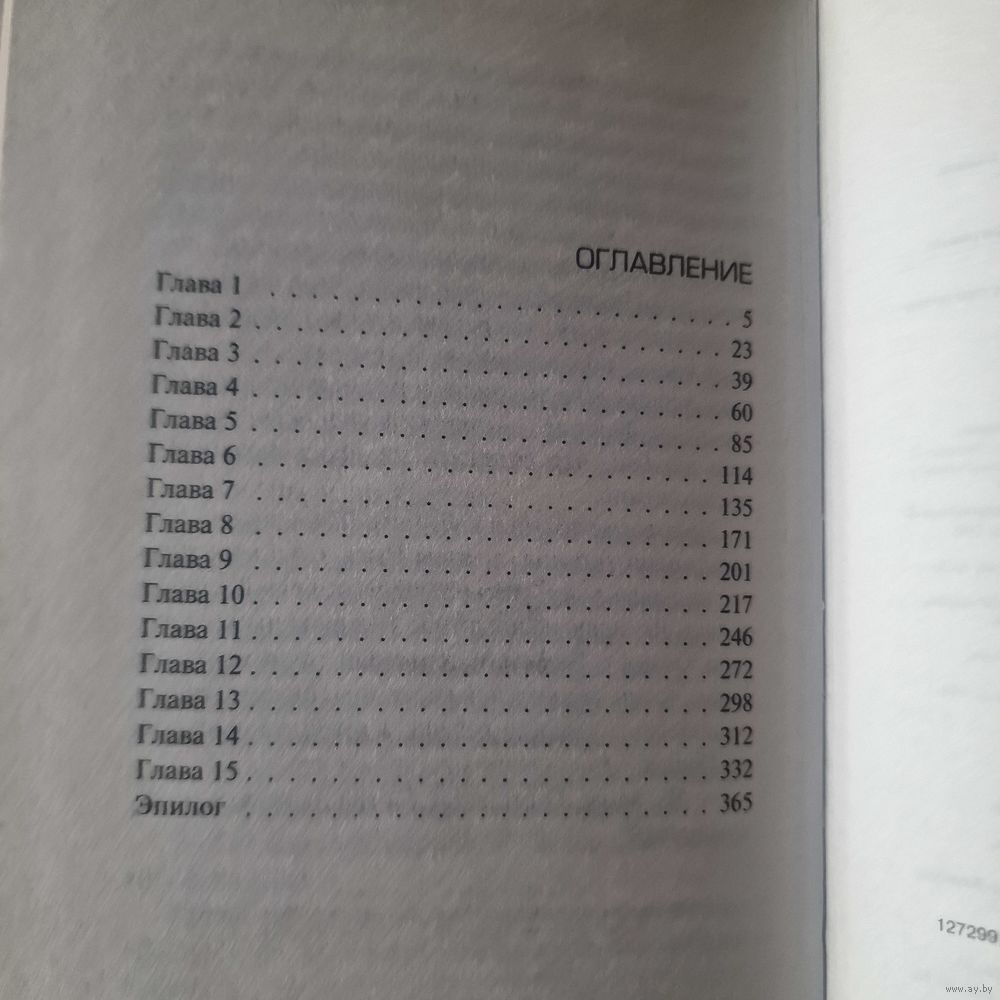 ОГЛАВЛЕНИЕ
Глава 1 . . . . . . . . . . . . . . . . . . . . 5
Глава 2 . . . . . . . . . . . . . . . . . . . . 23
Глава 3 . . . . . . . . . . . . . . . . . . . . 39
Глава 4 . . . . . . . . . . . . . . . . . . . . 60
Глава 5 . . . . . . . . . . . . . . . . . . . . 85
Глава 6 . . . . . . . . . . . . . . . . . . . . 114
Глава 7 . . . . . . . . . . . . . . . . . . . . 135
Глава 8 . . . . . . . . . . . . . . . . . . . . 171
Глава 9 . . . . . . . . . . . . . . . . . . . . 201
Глава 10 . . . . . . . . . . . . . . . . . . . . 217
Глава 11 . . . . . . . . . . . . . . . . . . . . 246
Глава 12 . . . . . . . . . . . . . . . . . . . . 272
Глава 13 . . . . . . . . . . . . . . . . . . . . 298
Глава 14 . . . . . . . . . . . . . . . . . . . . 312
Глава 15 . . . . . . . . . . . . . . . . . . . . 332
Эпилог . . . . . . . . . . . . . . . . . . . . 365
127299
www.ay.by